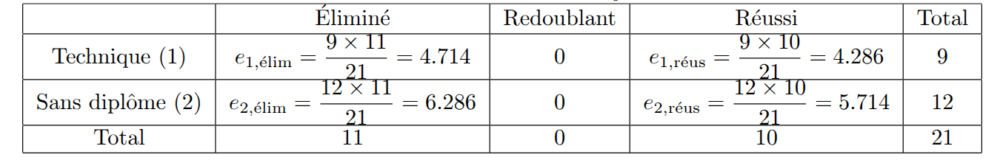 Éliminé Redoublant Réussi Total
Technique (1) e1,élim = 9 × 11 / 21 = 4.714 0 e1,réus = 9 × 10 / 21 = 4.286 9
Sans diplôme (2) e2,élim = 12 × 11 / 21 = 6.286 0 e2,réus = 12 × 10 / 21 = 5.714 12
Total 11 0 10 21